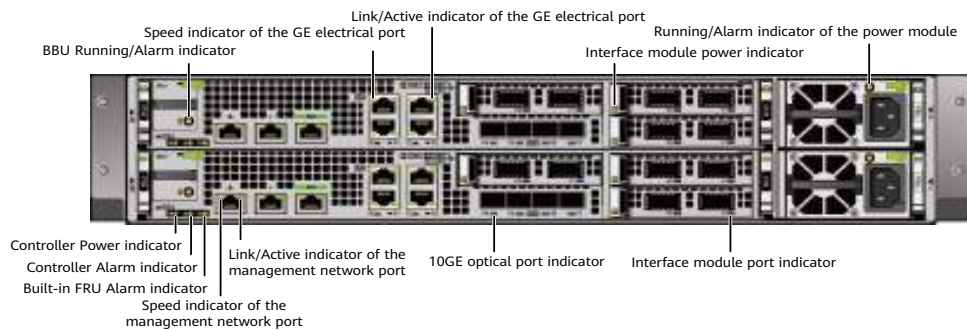 Link/Active indicator of the GE electrical port
Speed indicator of the GE electrical port
Running/Alarm indicator of the power module
BBU Running/Alarm indicator
Interface module power indicator
Controller Power indicator
Link/Active indicator of the
management network port
10GE optical port indicator
Interface module port indicator
Controller Alarm indicator
Built-in FRU Alarm indicator
Speed indicator of the
management network port